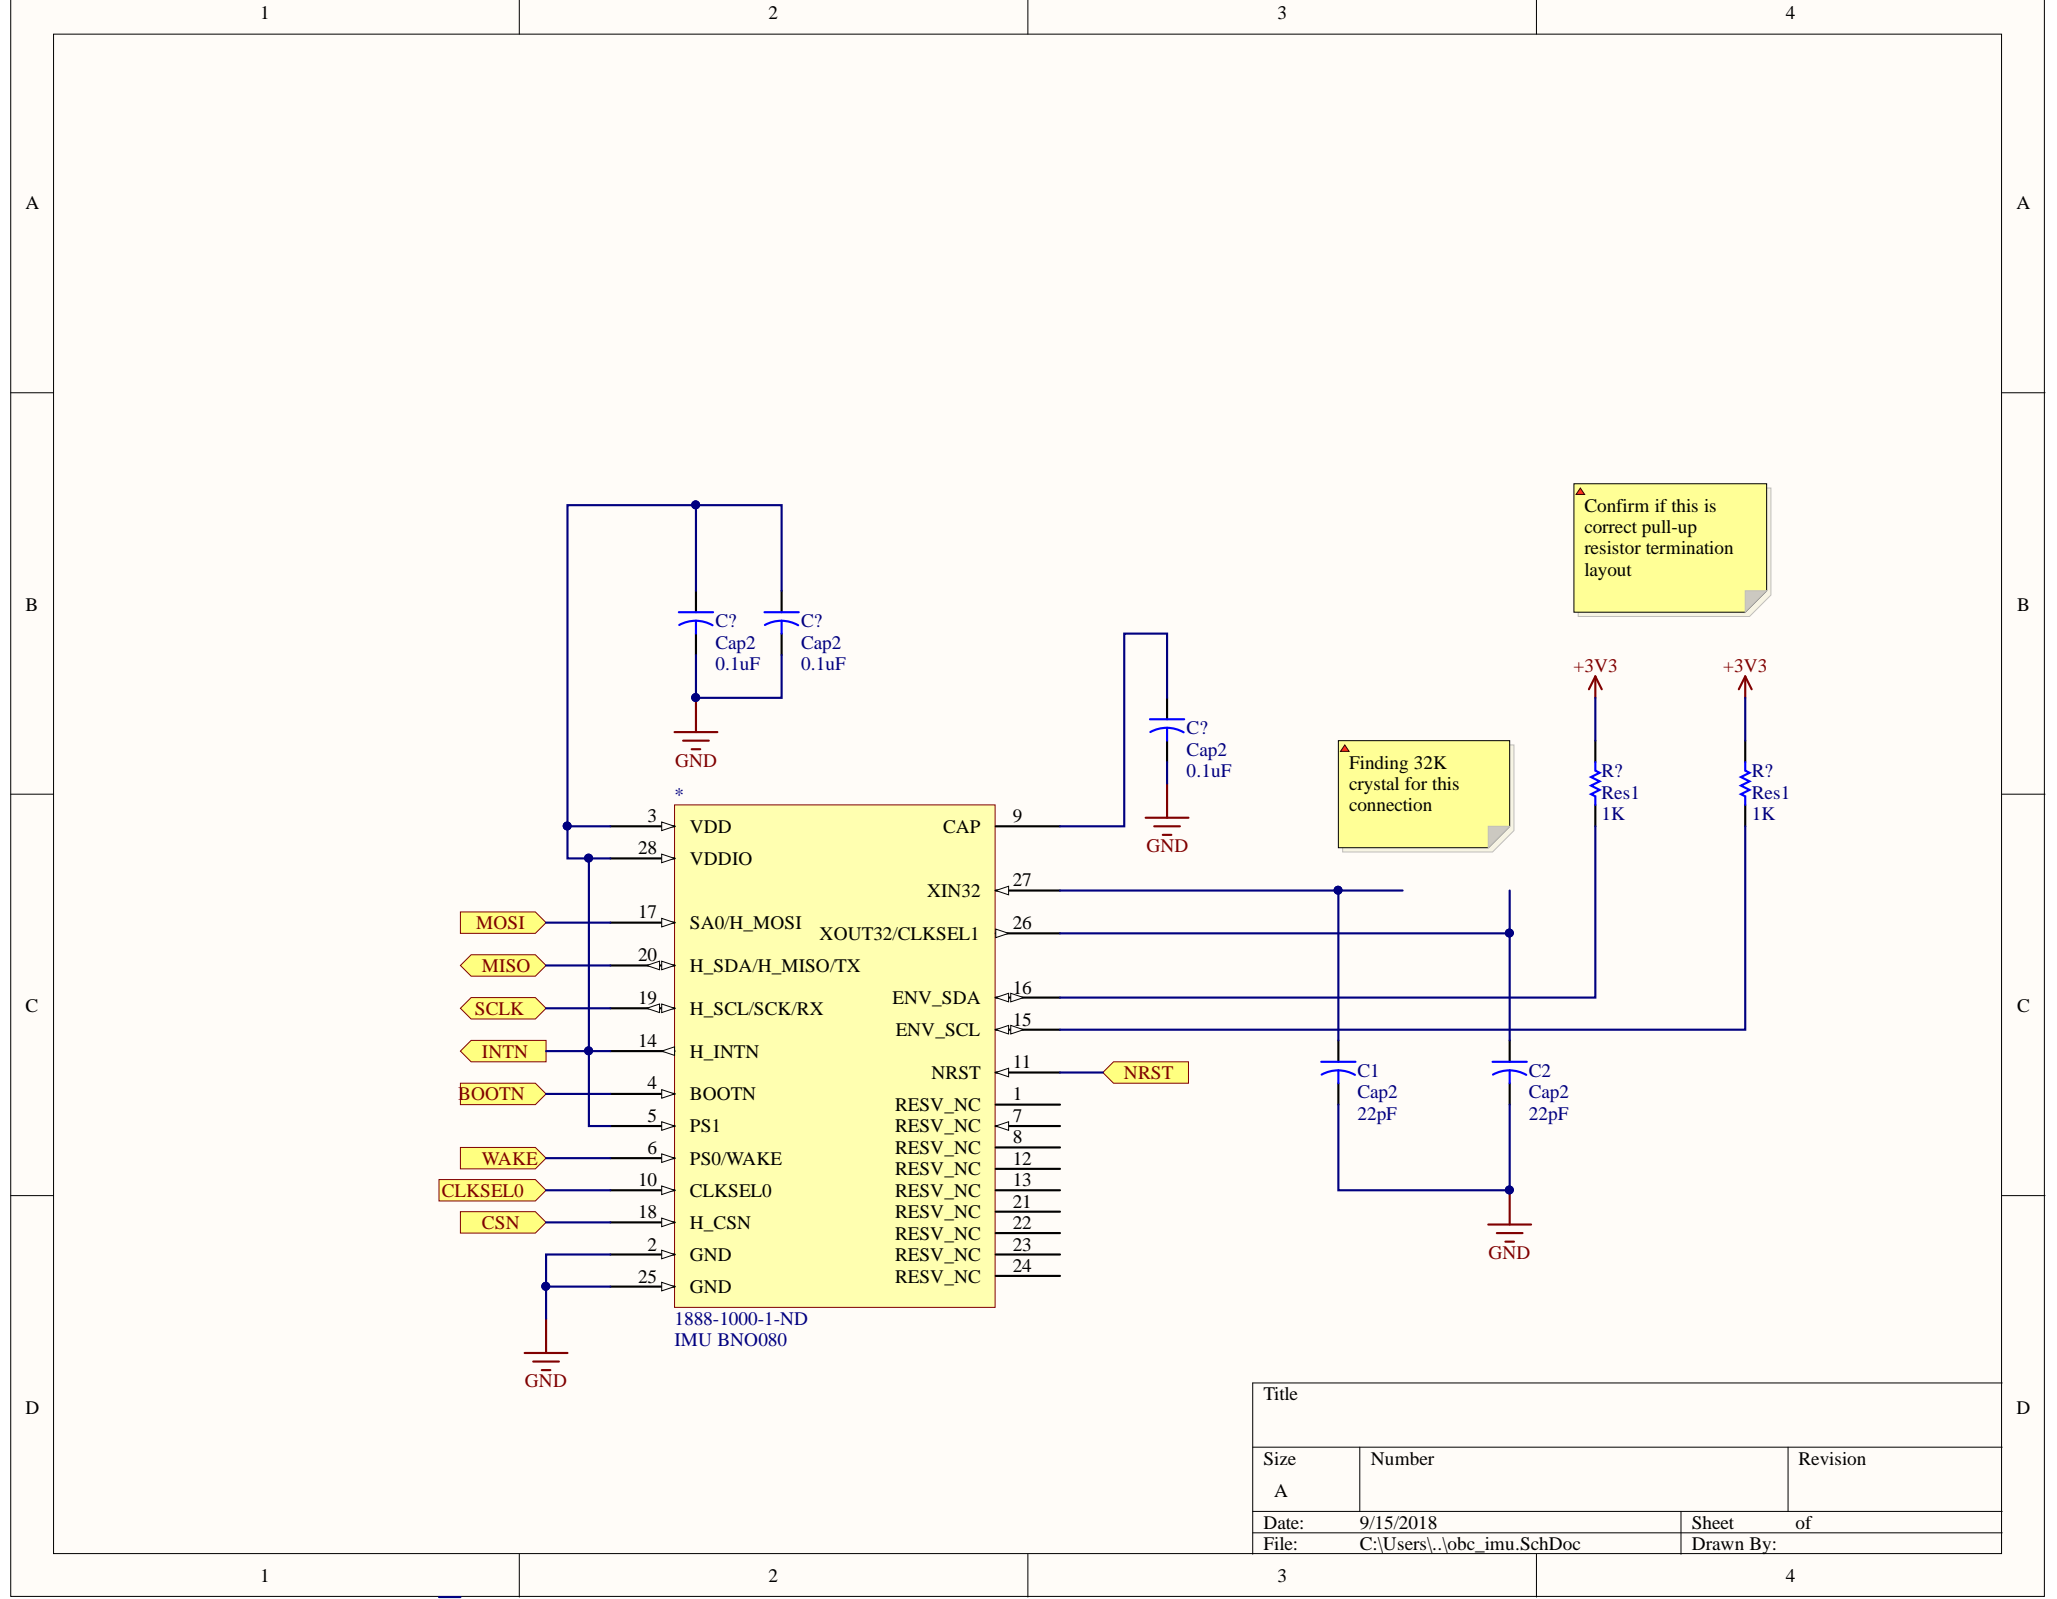 1 2 3 4
A A
Confirm if this is
correct pull-up
resistor termination
layout
B B
C? C?
Cap2 Cap2
0.1uF 0.1uF
GND
+3V3 +3V3
C?
Cap2
0.1uF
GND
Finding 32K
crystal for this
connection
R? R?
Res1 Res1
1K 1K
*
3 VDD CAP 9
28 VDDIO
XIN32 27
MOSI 17 SA0/H_MOSI
XOUT32/CLKSEL1 26
MISO 20 H_SDA/H_MISO/TX
ENV_SDA 16
SCLK 19 H_SCL/SCK/RX
C C
ENV_SCL 15
INTN 14 H_INTN
NRST 11 NRST
BOOTN 4 BOOTN
RESV_NC 1
5 PS1
RESV_NC 7
RESV_NC 8
WAKE 6 PS0/WAKE
RESV_NC 12
CLKSEL0 10 CLKSEL0
RESV_NC 13
RESV_NC 21
CSN 18 H_CSN
RESV_NC 22
2 GND
RESV_NC 23
25 GND
RESV_NC 24
C1 C2
Cap2 Cap2
22pF 22pF
GND
1888-1000-1-ND
IMU BNO080
GND
D D
Title
Size Number Revision
A
Date: 9/15/2018 Sheet of
File: C:\Users\..\obc_imu.SchDoc Drawn By:
1 2 3 4